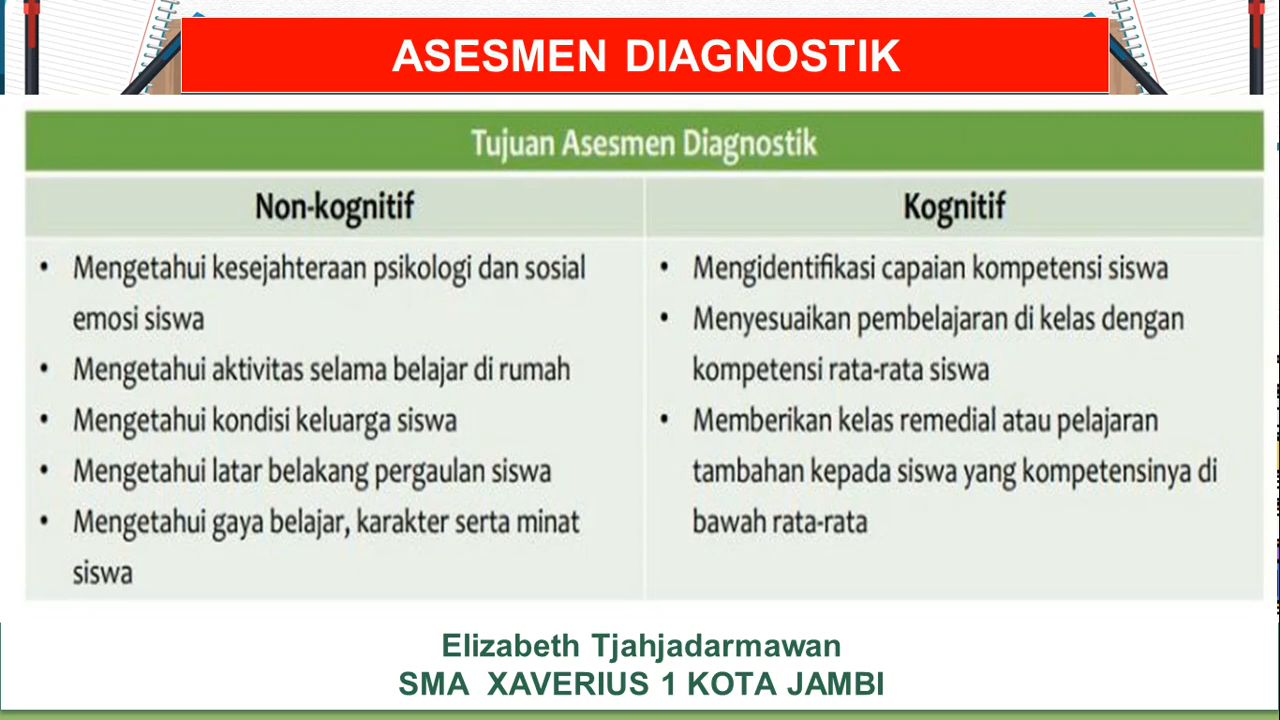 ASESMEN DIAGNOSTIK
Tujuan Asesmen Diagnostik
Non-kognitif
• Mengetahui kesejahteraan psikologi dan sosial
emosi siswa
• Mengetahui aktivitas selama belajar di rumah
• Mengetahui kondisi keluarga siswa
• Mengetahui latar belakang pergaulan siswa
• Mengetahui gaya belajar, karakter serta minat
siswa
Kognitif
• Mengidentifikasi capaian kompetensi siswa
• Menyesuaikan pembelajaran di kelas dengan
kompetensi rata-rata siswa
• Memberikan kelas remedial atau pelajaran
tambahan kepada siswa yang kompetensinya di
bawah rata-rata
Elizabeth Tjahjadarmawan
SMA XAVERIUS 1 KOTA JAMBI